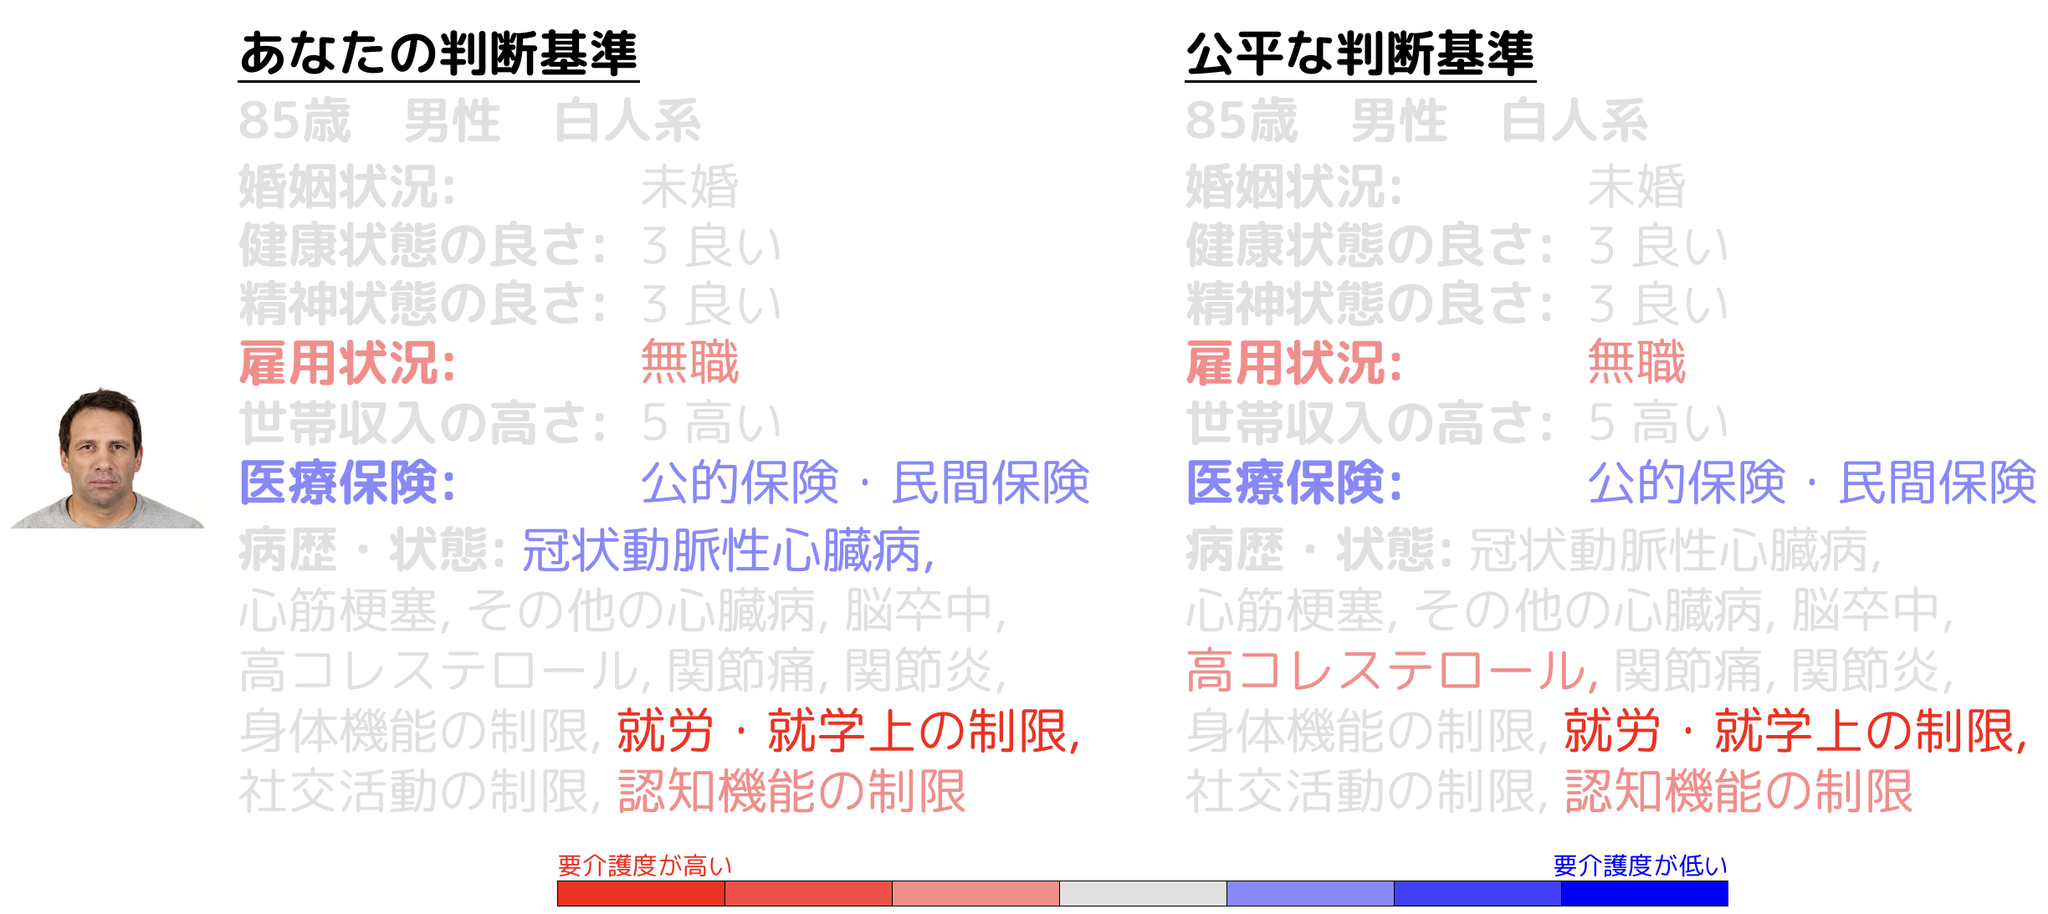 あなたの判断基準
85歳　男性　白人系
婚姻状況: 未婚
健康状態の良さ: 3 良い
精神状態の良さ: 3 良い
雇用状況: 無職
世帯収入の高さ: 5 高い
医療保険: 公的保険・民間保険
病歴・状態: 冠状動脈性心臓病,
心筋梗塞, その他の心臓病, 脳卒中,
高コレステロール, 関節痛, 関節炎,
身体機能の制限, 就労・就学上の制限,
社交活動の制限, 認知機能の制限
公平な判断基準
85歳　男性　白人系
婚姻状況: 未婚
健康状態の良さ: 3 良い
精神状態の良さ: 3 良い
雇用状況: 無職
世帯収入の高さ: 5 高い
医療保険: 公的保険・民間保険
病歴・状態: 冠状動脈性心臓病,
心筋梗塞, その他の心臓病, 脳卒中,
高コレステロール, 関節痛, 関節炎,
身体機能の制限, 就労・就学上の制限,
社交活動の制限, 認知機能の制限
要介護度が高い
要介護度が低い